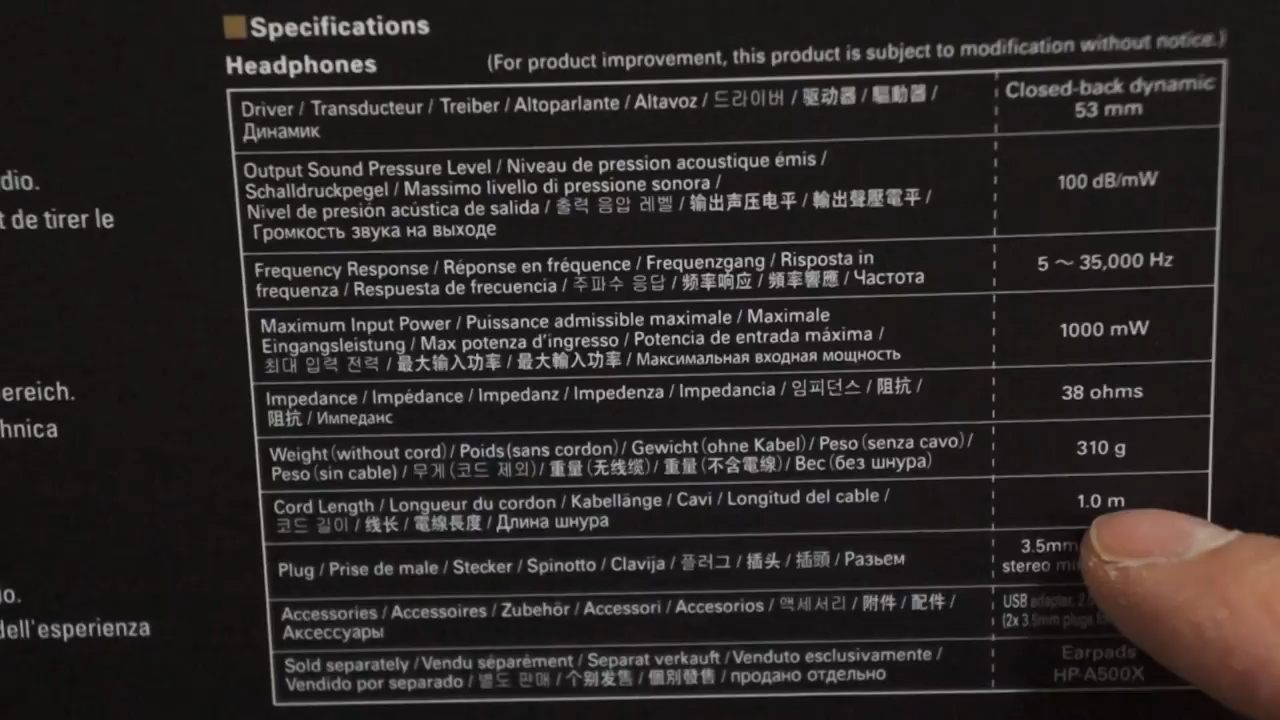 Specifications
Headphones
(For product improvement, this product is subject to modification without notice.)
Driver / Transducteur / Treiber / Altoparlante / Altavoz / 드라이버 / 驱动器 / 驅動器 /
Динамик
Closed-back dynamic
53 mm
Output Sound Pressure Level / Niveau de pression acoustique émis /
Schalldruckpegel / Massimo livello di pressione sonora /
Nivel de presión acústica de salida / 출력 음압 레벨 / 输出声压电平 / 輸出聲壓電平 /
Громкость звука на выходе
100 dB/mW
Frequency Response / Réponse en fréquence / Frequenzgang / Risposta in
frequenza / Respuesta de frecuencia / 주파수 응답 / 频率响应 / 頻率響應 / Частота
5 ~ 35,000 Hz
Maximum Input Power / Puissance admissible maximale / Maximale
Eingangsleistung / Max potenza d'ingresso / Potencia de entrada máxima /
최대 입력 전력 / 最大输入功率 / 最大輸入功率 / Максимальная входная мощность
1000 mW
Impedance / Impédance / Impedanz / Impedenza / Impedancia / 임피던스 / 阻抗 /
阻抗 / Импеданс
38 ohms
Weight (without cord) / Poids (sans cordon) / Gewicht (ohne Kabel) / Peso (senza cavo) /
Peso (sin cable) / 무게 (코드 제외) / 重量 (无线缆) / 重量 (不含電線) / Вес (без шнура)
310 g
Cord Length / Longueur du cordon / Kabellänge / Cavi / Longitud del cable /
코드 길이 / 线长 / 電線長度 / Длина шнура
1.0 m
Plug / Prise de male / Stecker / Spinotto / Clavija / 플러그 / 插头 / 插頭 / Разьем
3.5mm
stereo
Accessories / Accessoires / Zubehör / Accessori / Accesorios / 액세서리 / 附件 / 配件 /
Аксессуары
USB adapter,
(2x 3.5mm plugs
Sold separately / Vendu séparément / Separat verkauft / Venduto esclusivamente /
Vendido por separado / 별도 판매 / 个别发售 / 個別發售 / продано отдельно
Earpads
HP-A500X
dio.
t de tirer le
ereich.
hnica
o.
dell'esperienza